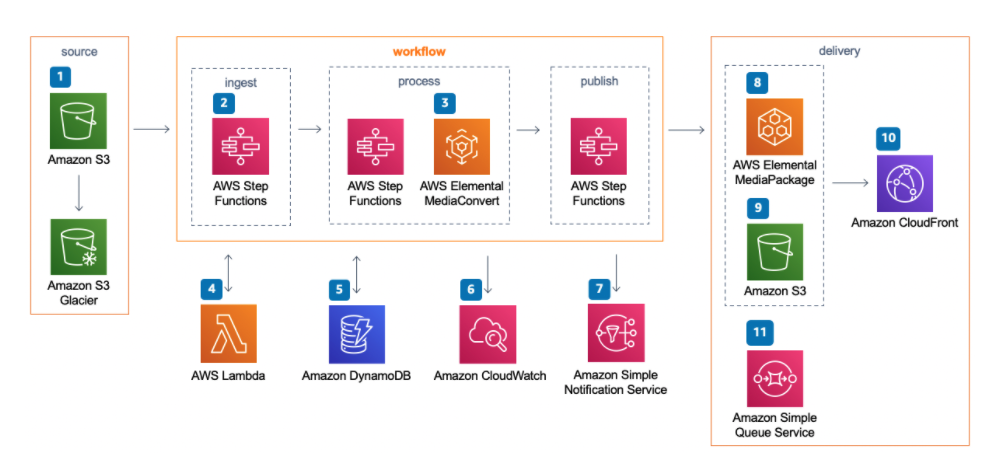 source
1
Amazon S3
Amazon S3
Glacier
workflow
ingest
2
AWS Step
Functions
process
AWS Step
Functions
3
AWS Elemental
MediaConvert
publish
AWS Step
Functions
4
AWS Lambda
5
Amazon DynamoDB
6
Amazon CloudWatch
7
Amazon Simple
Notification Service
delivery
8
AWS Elemental
MediaPackage
9
Amazon S3
10
Amazon CloudFront
11
Amazon Simple
Queue Service